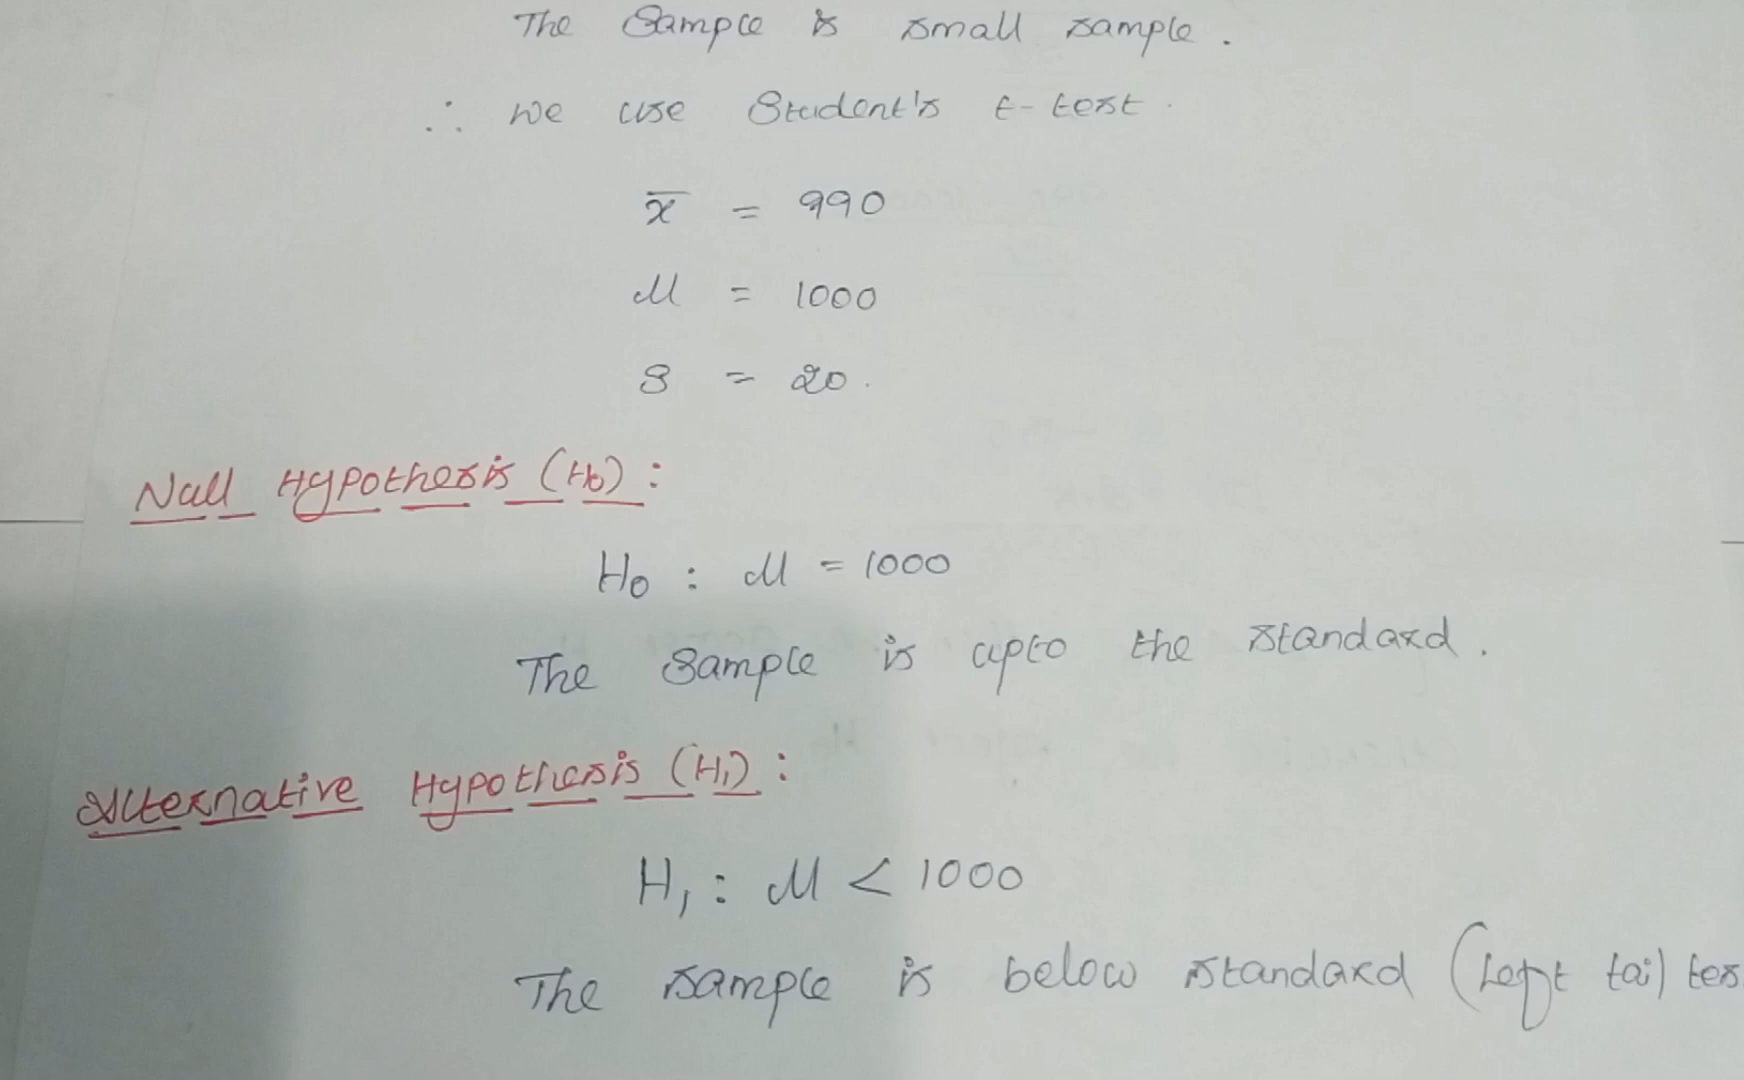 The Sample is small sample.
∴ we use Student's t-test.
x̄ = 990
μ = 1000
S = 20.
Null Hypothesis (H₀) :
H₀ : μ = 1000
The Sample is upto the standard.
Alternative Hypothesis (H₁) :
H₁ : μ < 1000
The sample is below standard (Left tail tes